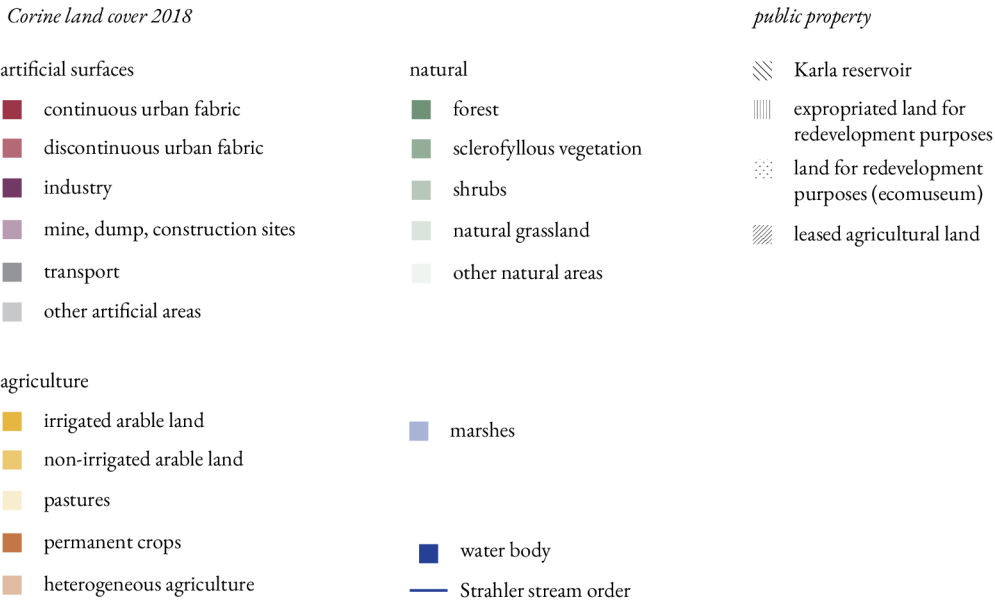 Corine land cover 2018
artificial surfaces
continuous urban fabric
discontinuous urban fabric
industry
mine, dump, construction sites
transport
other artificial areas
agriculture
irrigated arable land
non-irrigated arable land
pastures
permanent crops
heterogeneous agriculture
natural
forest
sclerofyllous vegetation
shrubs
natural grassland
other natural areas
marshes
water body
Strahler stream order
public property
Karla reservoir
expropriated land for
redevelopment purposes
land for redevelopment
purposes (ecomuseum)
leased agricultural land